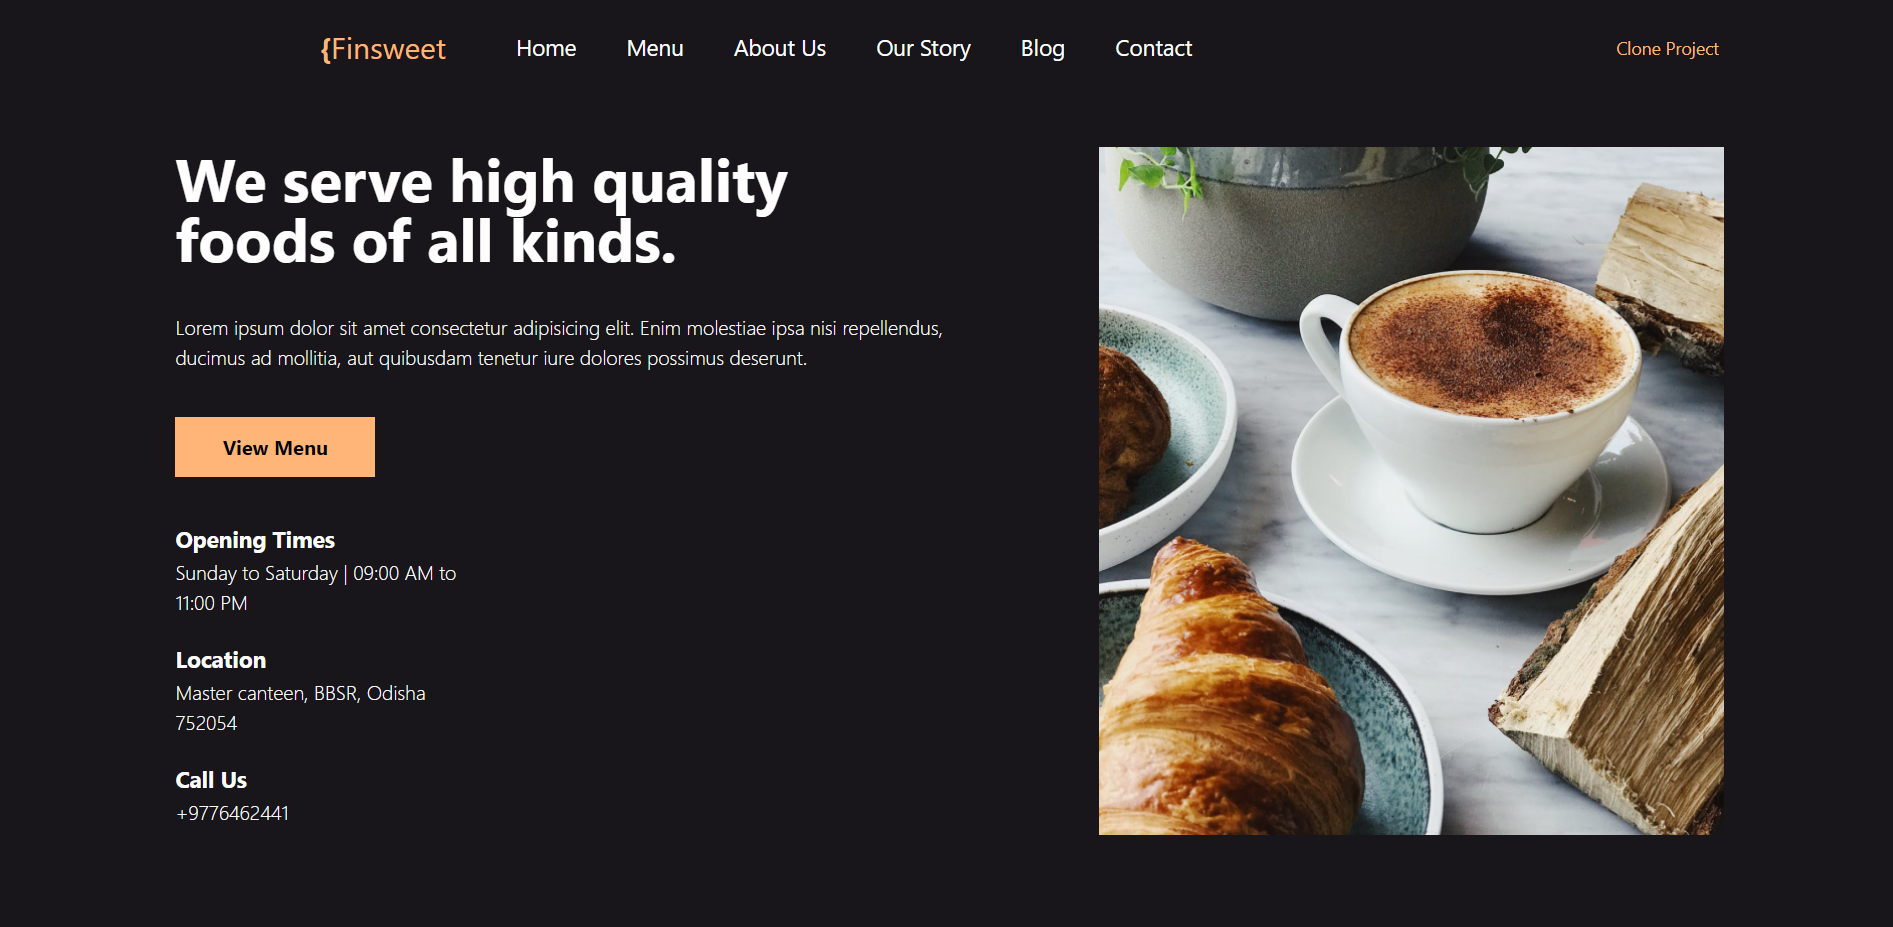 {Finsweet Home Menu About Us Our Story Blog Contact Clone Project
We serve high quality
foods of all kinds.
Lorem ipsum dolor sit amet consectetur adipisicing elit. Enim molestiae ipsa nisi repellendus,
ducimus ad mollitia, aut quibusdam tenetur iure dolores possimus deserunt.
View Menu
Opening Times
Sunday to Saturday | 09:00 AM to
11:00 PM
Location
Master canteen, BBSR, Odisha
752054
Call Us
+9776462441